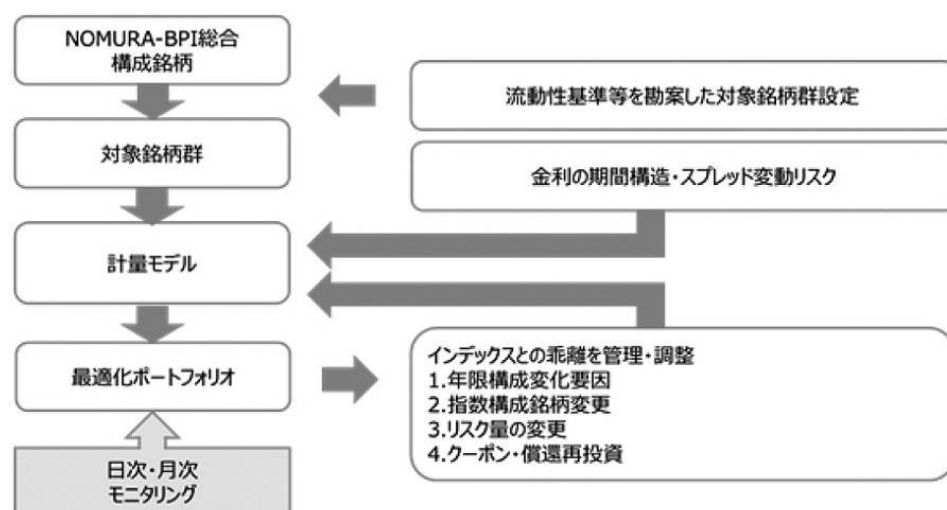 NOMURA-BPI総合
構成銘柄
流動性基準等を勘案した対象銘柄群設定
対象銘柄群
金利の期間構造・スプレッド変動リスク
計量モデル
最適化ポートフォリオ
インデックスとの乖離を管理・調整
1.年限構成変化要因
2.指数構成銘柄変更
3.リスク量の変更
4.クーポン・償還再投資
日次・月次
モニタリング